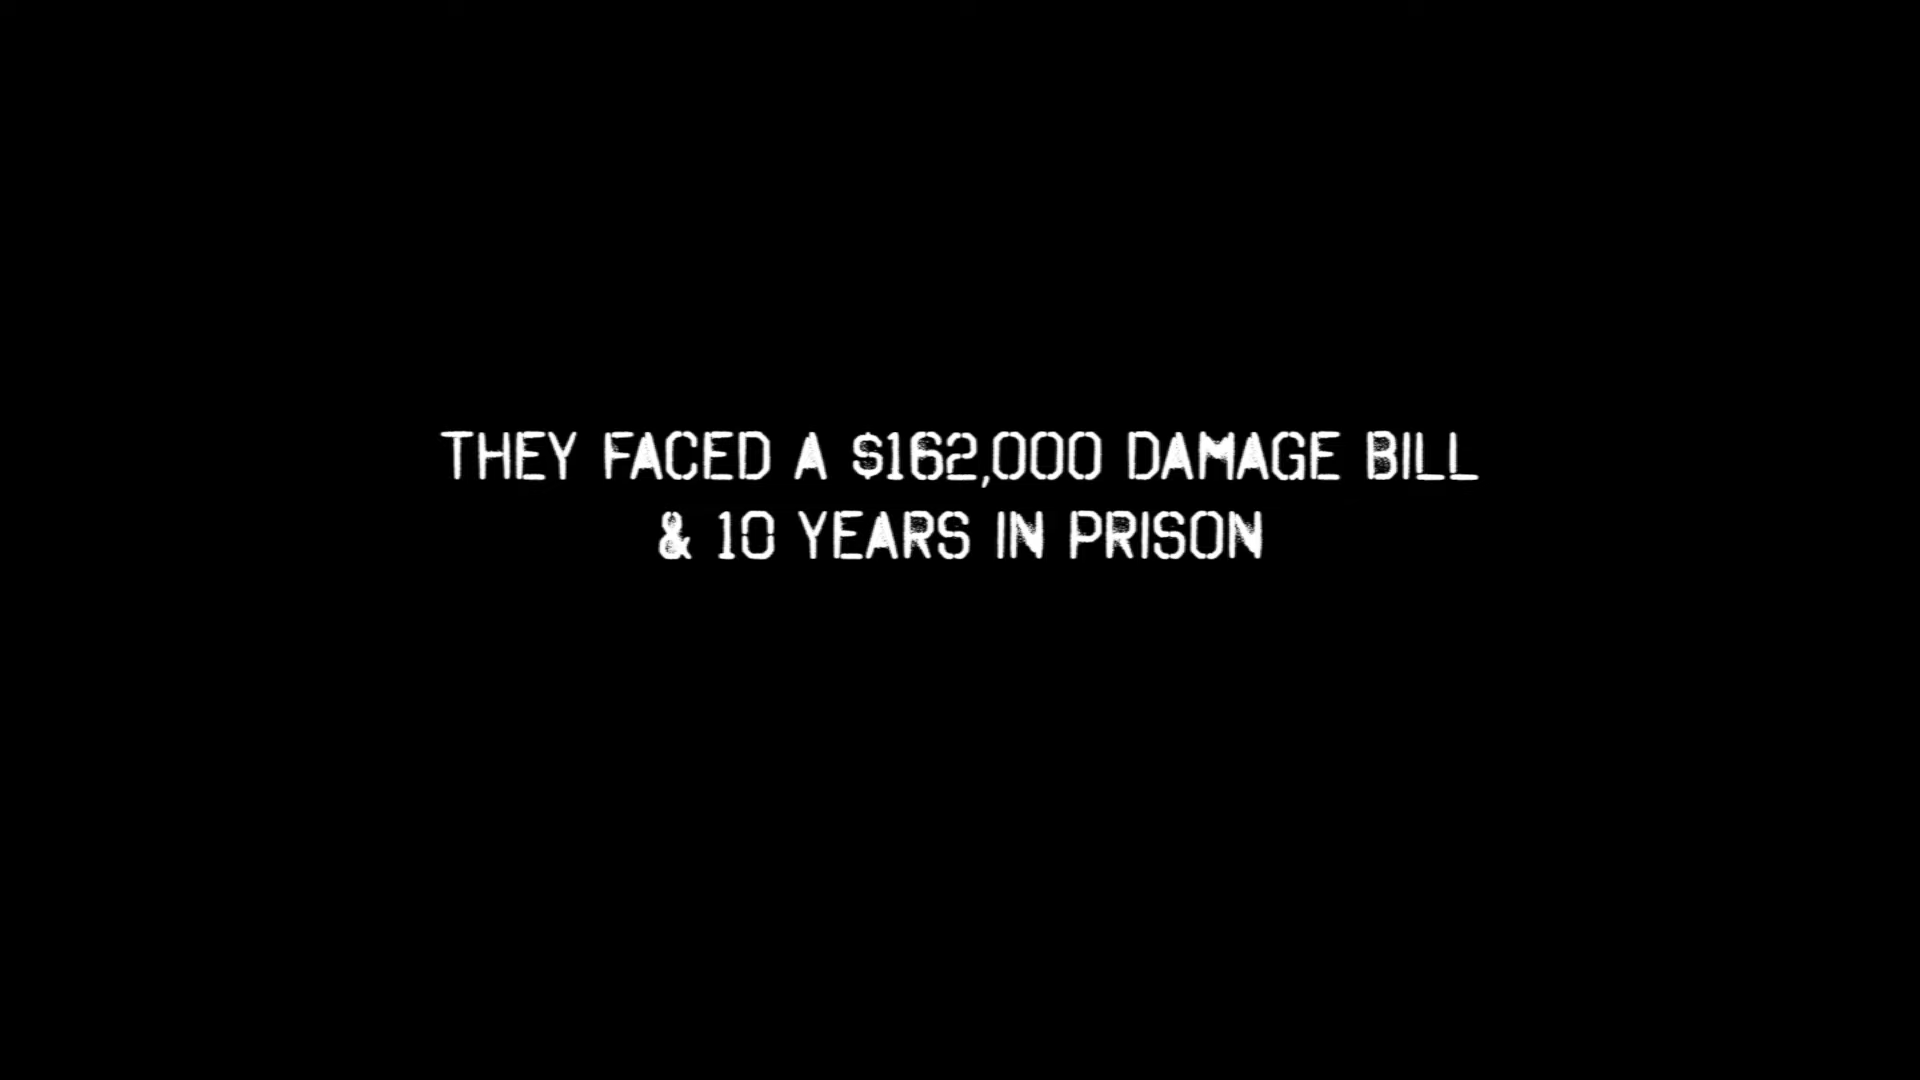 THEY FACED A $162,000 DAMAGE BILL
& 10 YEARS IN PRISON